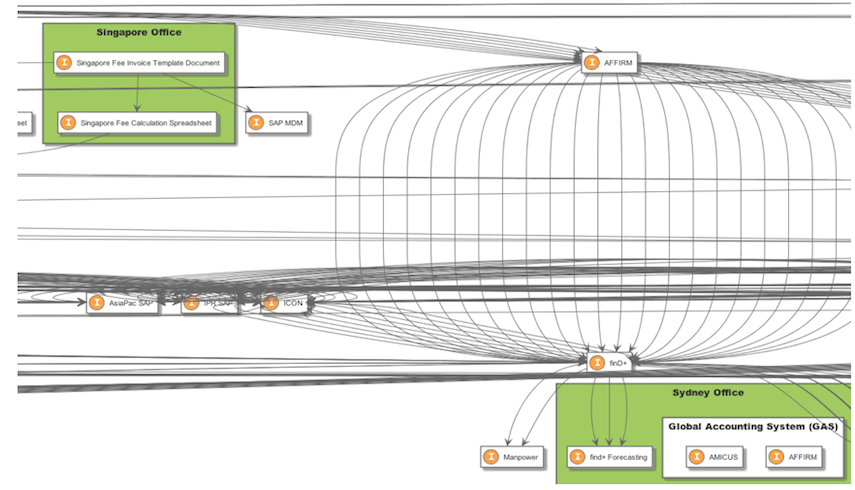 Singapore Office
I Singapore Fee Invoice Template Document
I AFFIRM
eet
I Singapore Fee Calculation Spreadsheet
I SAP MDM
I AsiaPac SAP
I IPH SAP
I ICON
I finD+
Sydney Office
Global Accounting System (GAS)
I Manpower
I find+ Forecasting
I AMICUS
I AFFIRM